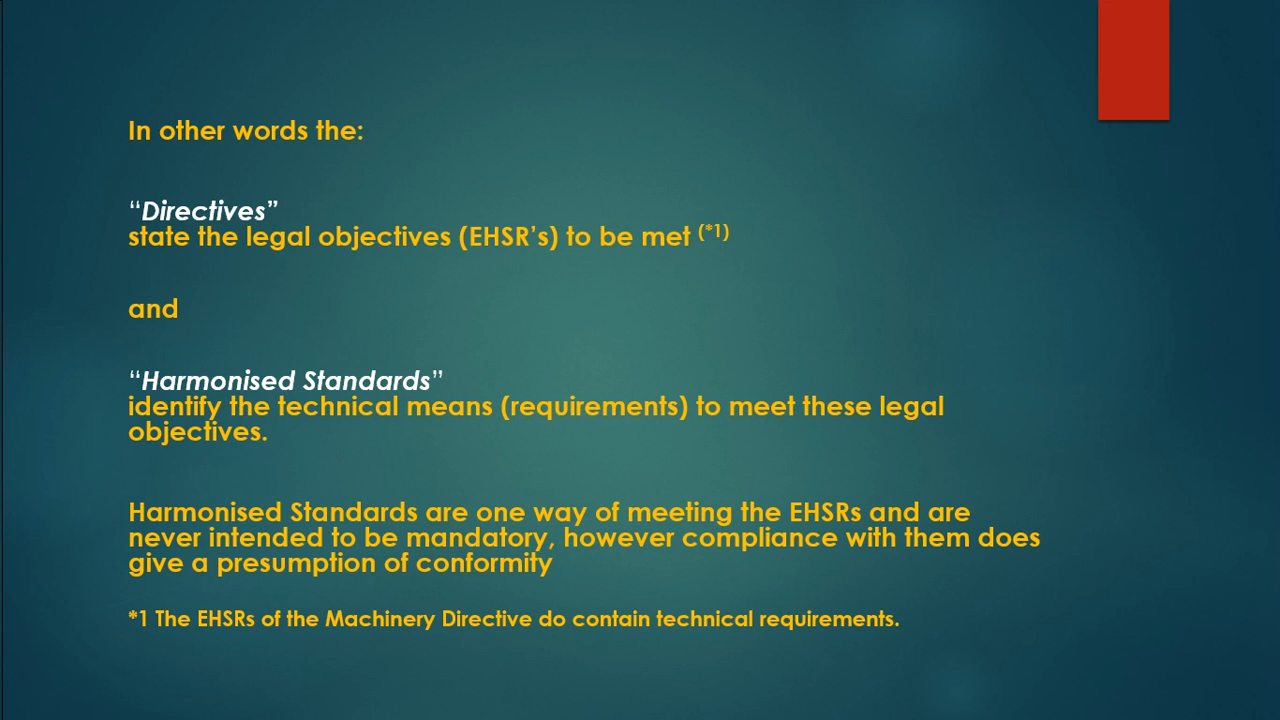 In other words the:
“Directives”
state the legal objectives (EHSR’s) to be met (*1)
and
“Harmonised Standards”
identify the technical means (requirements) to meet these legal
objectives.
Harmonised Standards are one way of meeting the EHSRs and are
never intended to be mandatory, however compliance with them does
give a presumption of conformity
*1 The EHSRs of the Machinery Directive do contain technical requirements.